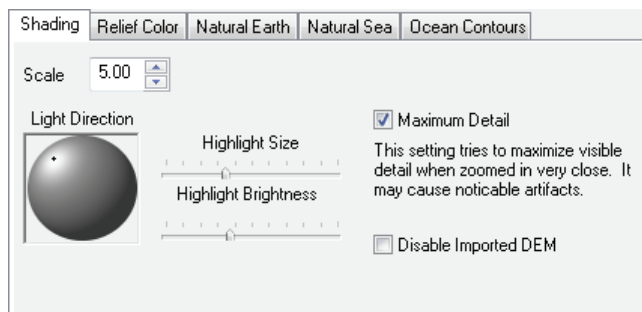 Shading Relief Color Natural Earth Natural Sea Ocean Contours
Scale 5.00
Light Direction
Maximum Detail
Highlight Size
This setting tries to maximize visible
detail when zoomed in very close. It
may cause noticable artifacts.
Highlight Brightness
Disable Imported DEM